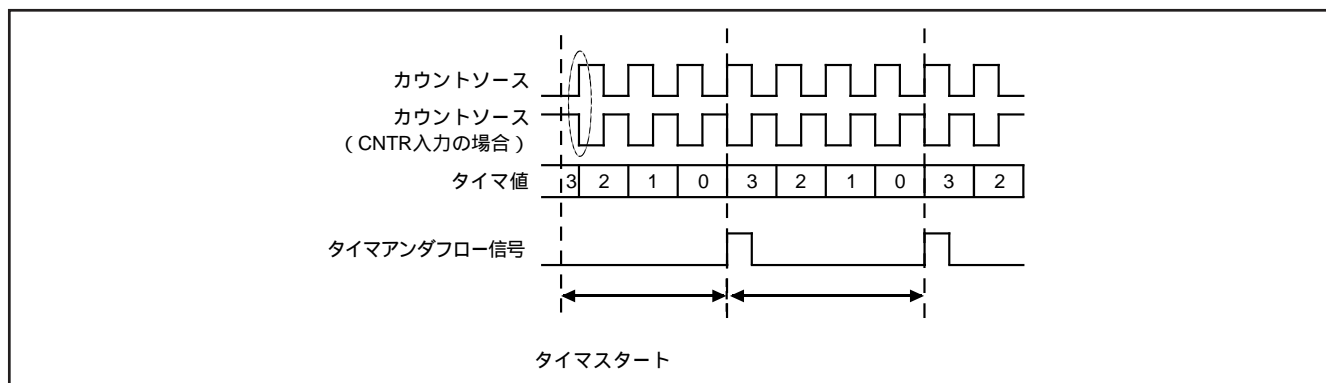 カウントソース
カウントソース
（CNTR入力の場合）
タイマ値 3 2 1 0 3 2 1 0 3 2
タイマアンダフロー信号
タイマスタート